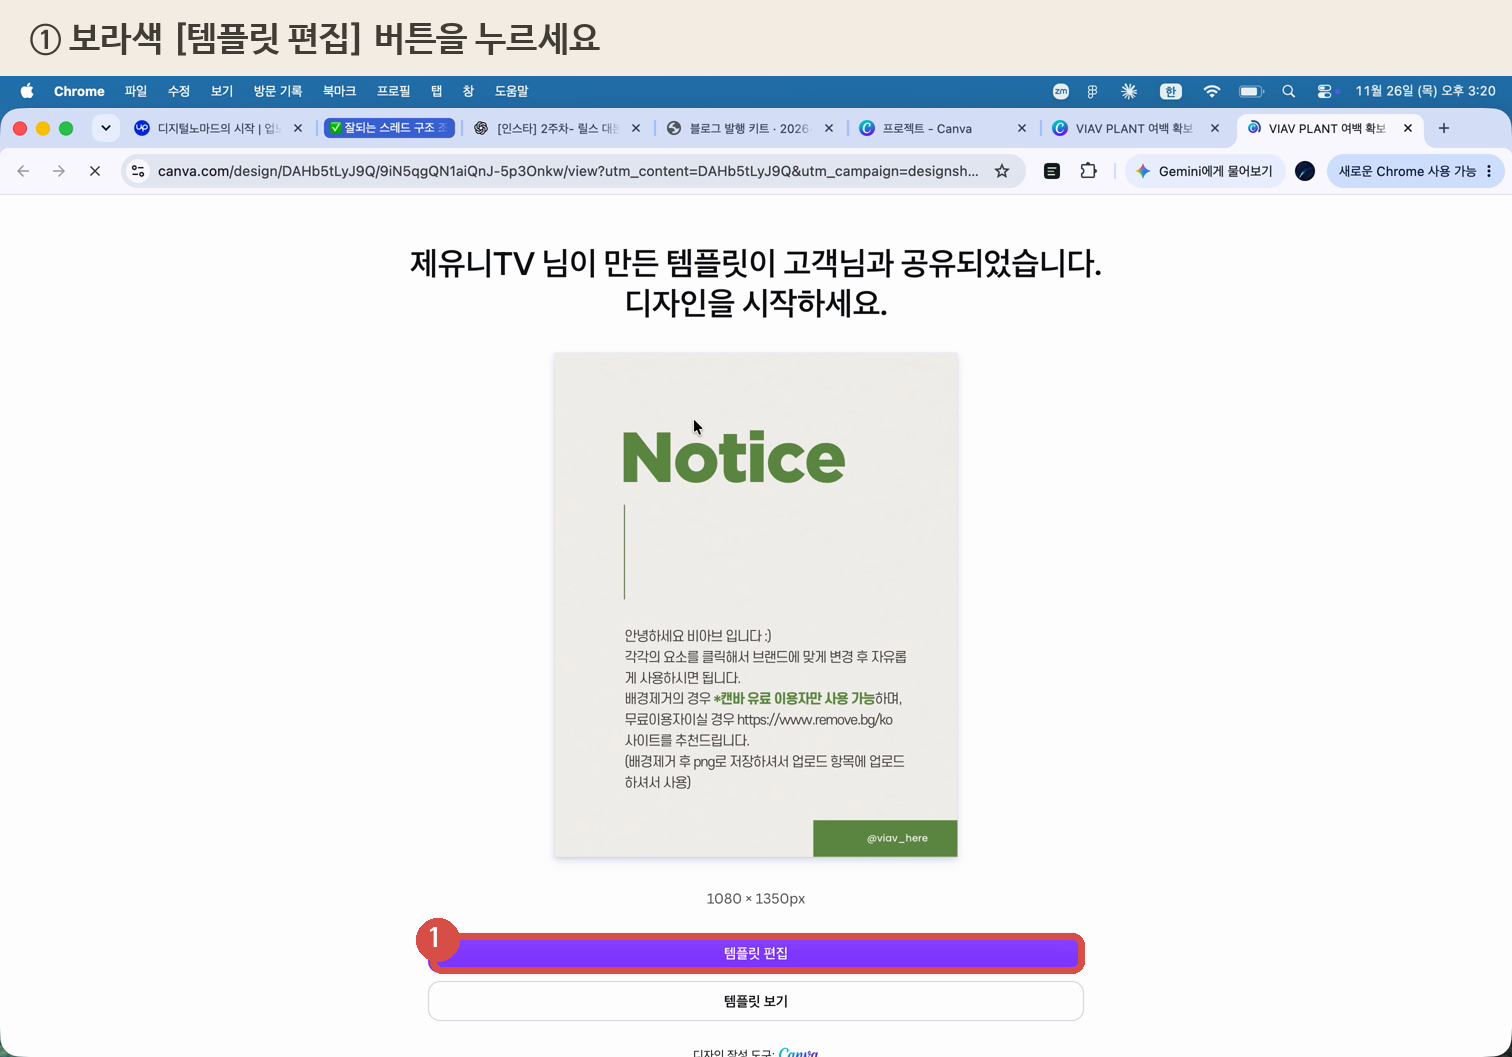 ① 보라색 [템플릿 편집] 버튼을 누르세요
Chrome 파일 수정 보기 방문 기록 북마크 프로필 탭 창 도움말 zm 한 11월 26일 (목) 오후 3:20
디지털노마드의 시작 | 업 ✅잘되는 스레드 구조 [인스타] 2주차- 릴스 대 블로그 발행 키트 · 2026 프로젝트 - Canva VIAV PLANT 여백 확보 VIAV PLANT 여백 확보
canva.com/design/DAHb5tLyJ9Q/9iN5qgQN1aiQnJ-5p3Onkw/view?utm_content=DAHb5tLyJ9Q&utm_campaign=designsh... Gemini에게 물어보기 새로운 Chrome 사용 가능
제유니TV 님이 만든 템플릿이 고객님과 공유되었습니다.
디자인을 시작하세요.
Notice
안녕하세요 비아브 입니다 :)
각각의 요소를 클릭해서 브랜드에 맞게 변경 후 자유롭
게 사용하시면 됩니다.
배경제거의 경우 *캔바 유료 이용자만 사용 가능하며,
무료이용자이실 경우 https://www.remove.bg/ko
사이트를 추천드립니다.
(배경제거 후 png로 저장하셔서 업로드 항목에 업로드
하셔서 사용)
@viav_here
1080 × 1350px
1
템플릿 편집
템플릿 보기
디자인 작성 도구: Canva